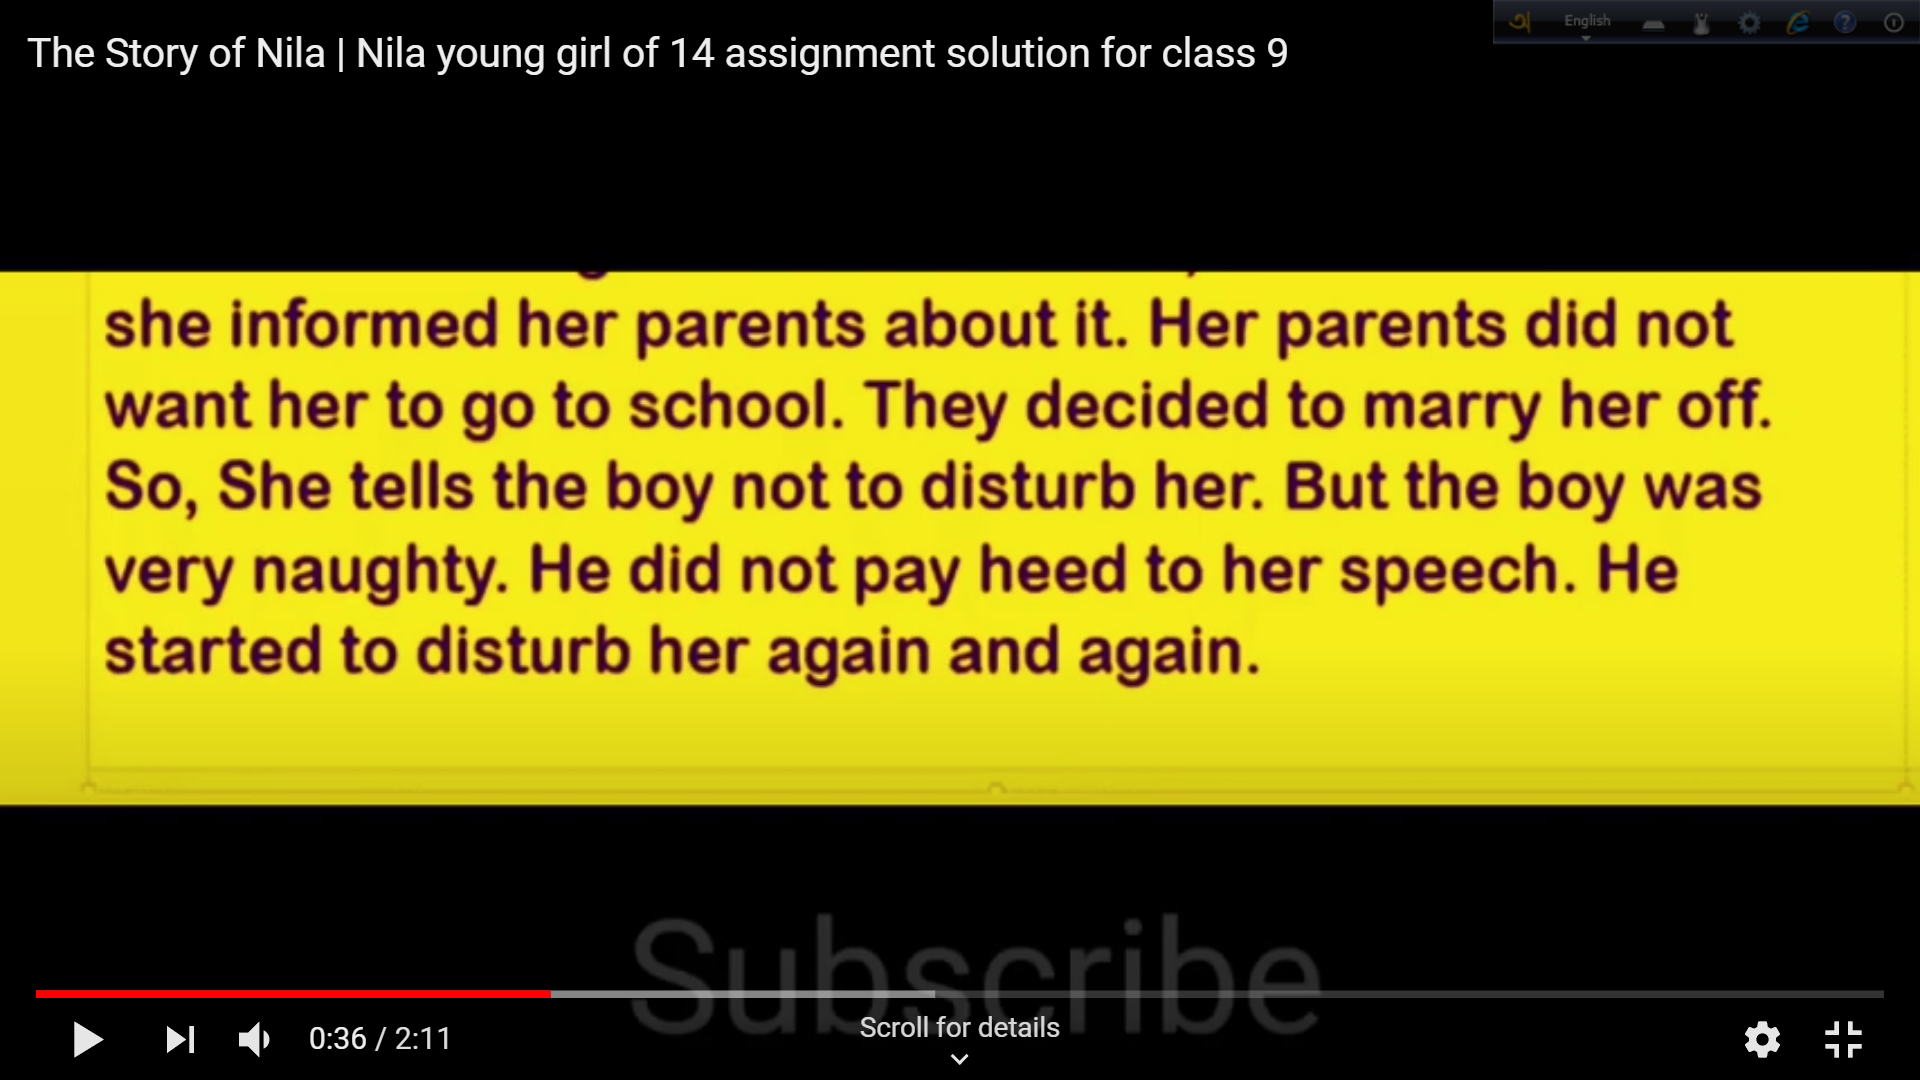 The Story of Nila | Nila young girl of 14 assignment solution for class 9
English
she informed her parents about it. Her parents did not
want her to go to school. They decided to marry her off.
So, She tells the boy not to disturb her. But the boy was
very naughty. He did not pay heed to her speech. He
started to disturb her again and again.
Subscribe
0:36 / 2:11
Scroll for details